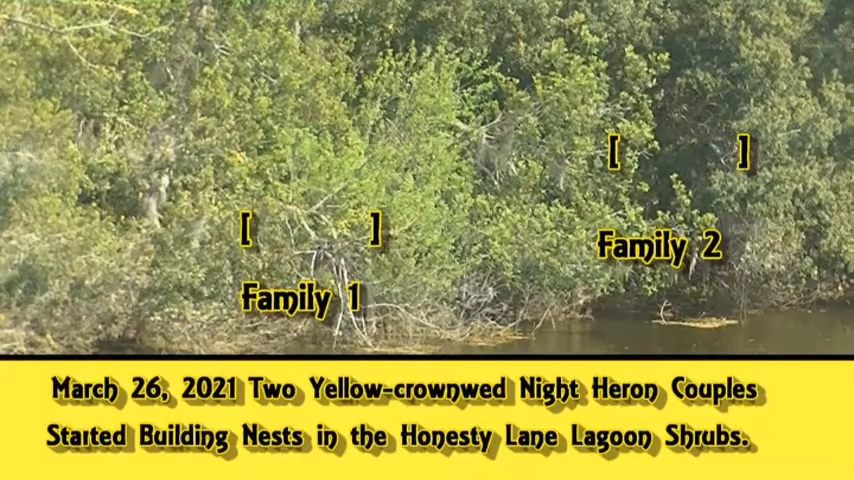 [ ]
Family 2
[ ]
Family 1
March 26, 2021 Two Yellow-crownwed Night Heron Couples
Started Building Nests in the Honesty Lane Lagoon Shrubs.